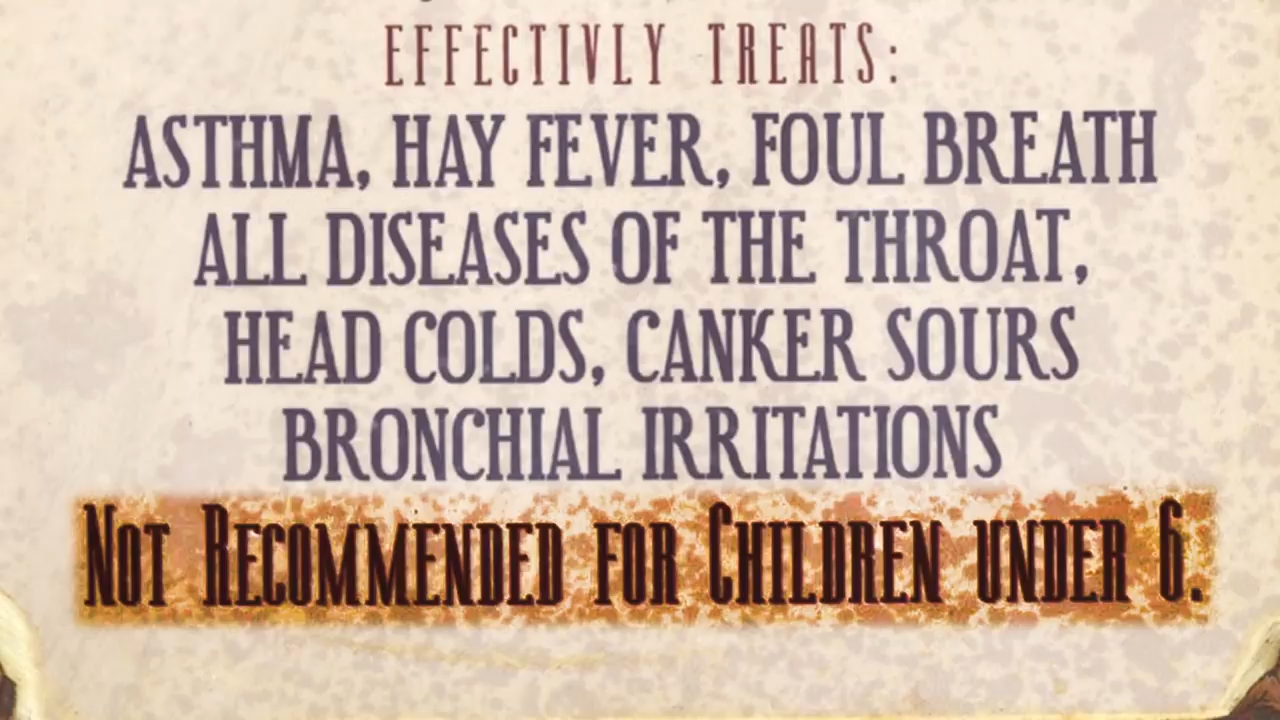 EFFECTIVLY TREATS:
ASTHMA, HAY FEVER, FOUL BREATH
ALL DISEASES OF THE THROAT,
HEAD COLDS, CANKER SOURS
BRONCHIAL IRRITATIONS
NOT RECOMMENDED FOR CHILDREN UNDER 6.